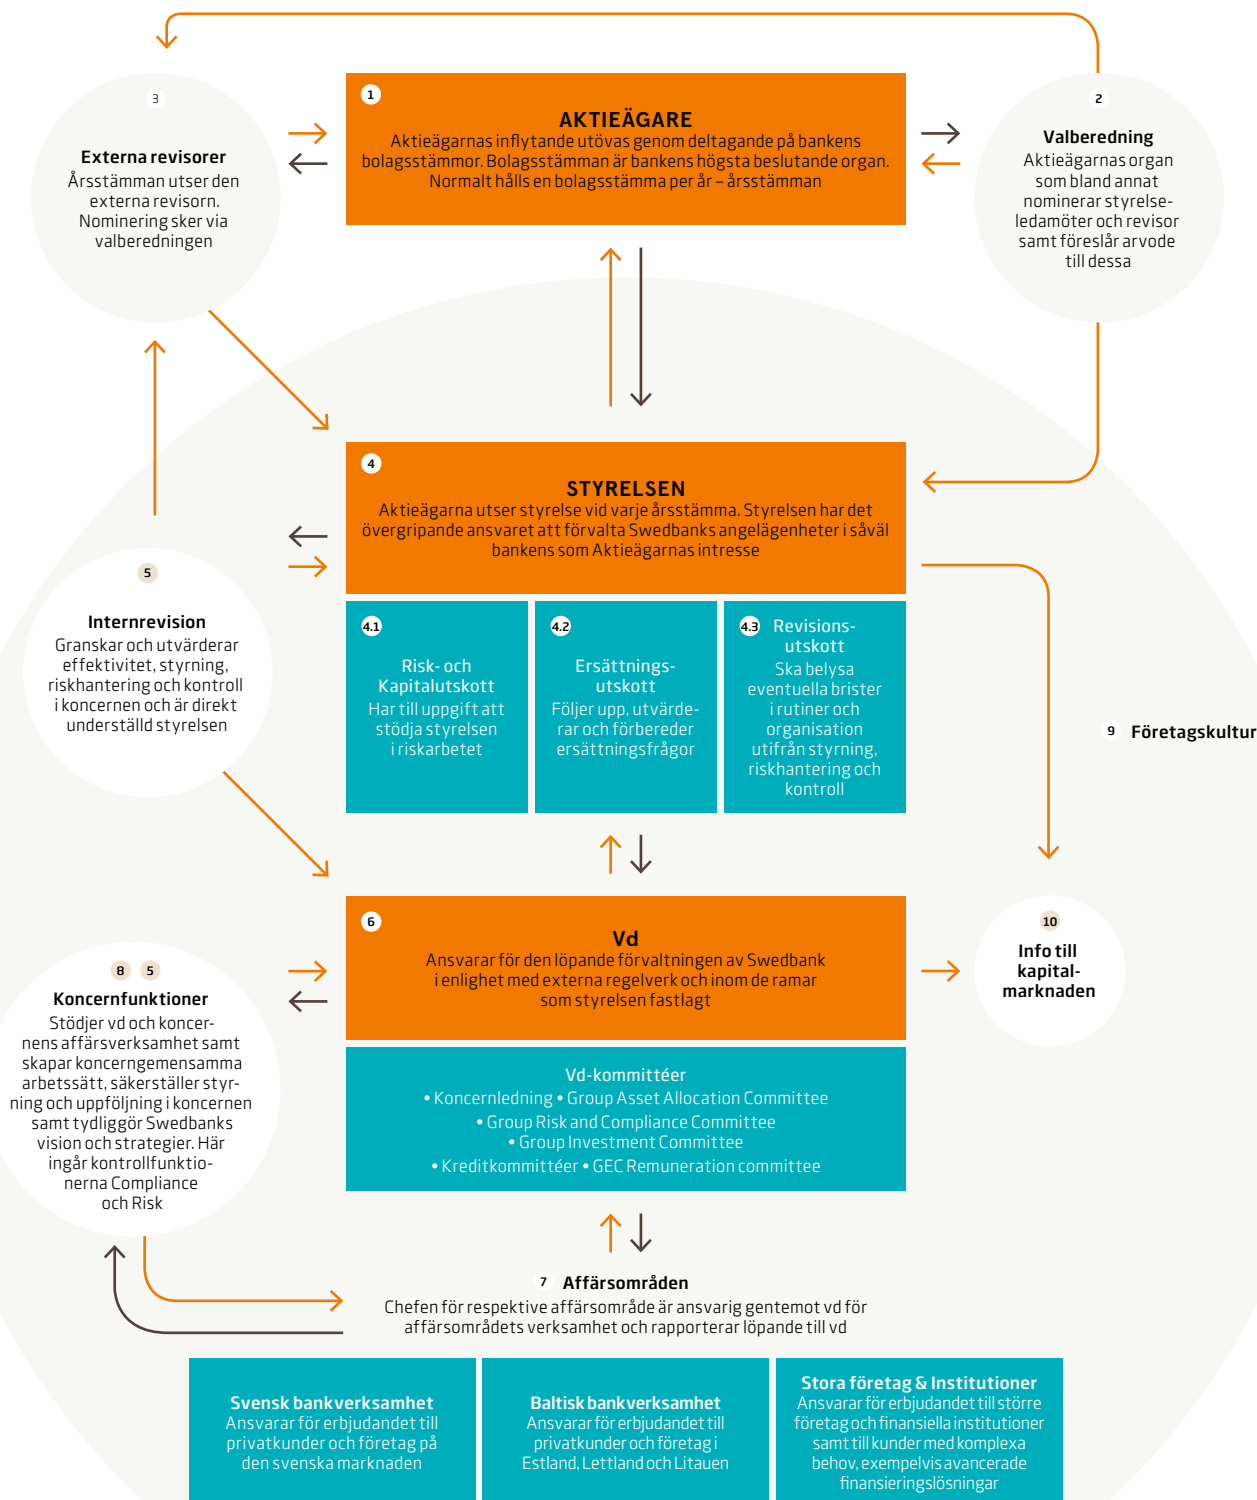 3
Externa revisorer
Årsstämman utser den
externa revisorn.
Nominering sker via
valberedningen
1
AKTIEÄGARE
Aktieägarnas inflytande utövas genom deltagande på bankens
bolagsstämmor. Bolagsstämman är bankens högsta beslutande organ.
Normalt hålls en bolagsstämma per år – årsstämman
2
Valberedning
Aktieägarnas organ
som bland annat
nominerar styrelse-
ledamöter och revisor
samt föreslår arvode
till dessa
4
STYRELSEN
Aktieägarna utser styrelse vid varje årsstämma. Styrelsen har det
övergripande ansvaret att förvalta Swedbanks angelägenheter i såväl
bankens som Aktieägarnas intresse
5
Internrevision
Granskar och utvärderar
effektivitet, styrning,
riskhantering och kontroll
i koncernen och är direkt
underställd styrelsen
4.1
Risk- och
Kapitalutskott
Har till uppgift att
stödja styrelsen
i riskarbetet
4.2
Ersättnings-
utskott
Följer upp, utvärde-
rar och förbereder
ersättningsfrågor
4.3 Revisions-
utskott
Ska belysa
eventuella brister
i rutiner och
organisation
utifrån styrning,
riskhantering och
kontroll
9 Företagskultur
6
Vd
Ansvarar för den löpande förvaltningen av Swedbank
i enlighet med externa regelverk och inom de ramar
som styrelsen fastlagt
10
Info till
kapital-
marknaden
8 5
Koncernfunktioner
Stödjer vd och koncer-
nens affärsverksamhet samt
skapar koncerngemensamma
arbetssätt, säkerställer styr-
ning och uppföljning i koncernen
samt tydliggör Swedbanks
vision och strategier. Här
ingår kontrollfunktio-
nerna Compliance
och Risk
Vd-kommittéer
• Koncernledning • Group Asset Allocation Committee
• Group Risk and Compliance Committee
• Group Investment Committee
• Kreditkommittéer • GEC Remuneration committee
7 Affärsområden
Chefen för respektive affärsområde är ansvarig gentemot vd för
affärsområdets verksamhet och rapporterar löpande till vd
Svensk bankverksamhet
Ansvarar för erbjudandet till
privatkunder och företag på
den svenska marknaden
Baltisk bankverksamhet
Ansvarar för erbjudandet till
privatkunder och företag i
Estland, Lettland och Litauen
Stora företag & Institutioner
Ansvarar för erbjudandet till större
företag och finansiella institutioner
samt till kunder med komplexa
behov, exempelvis avancerade
finansieringslösningar